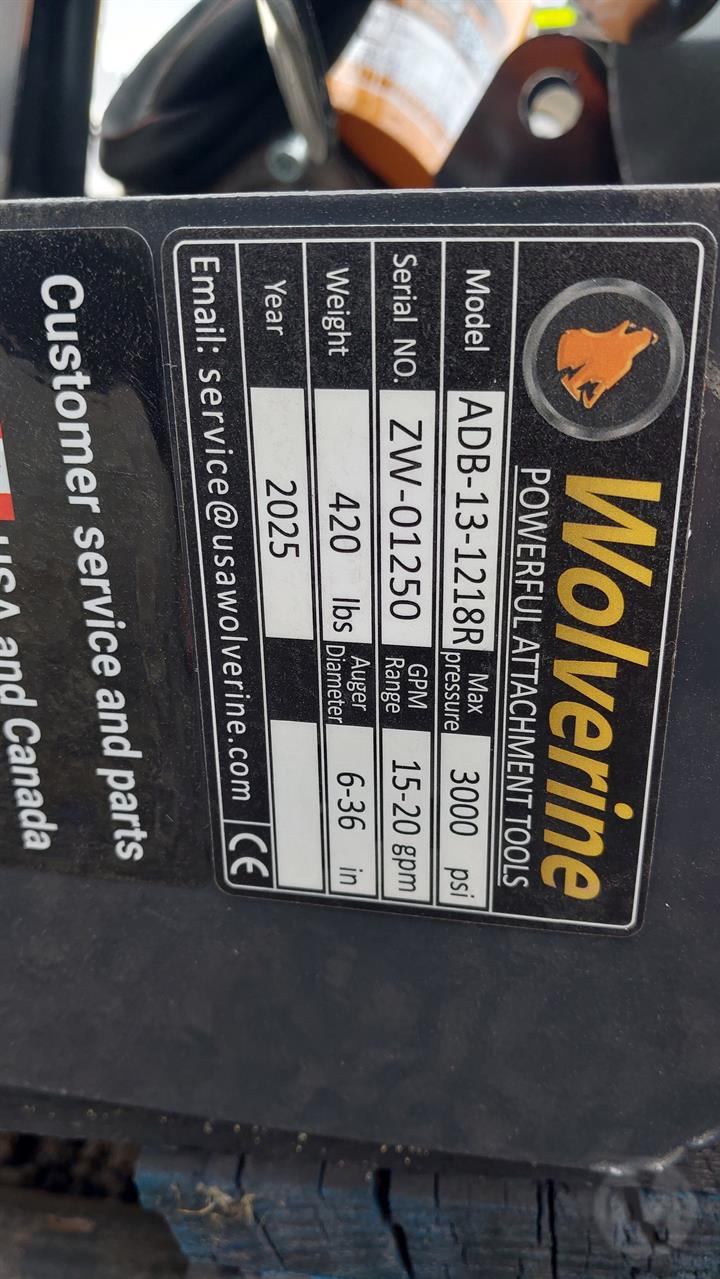 Wolverine
POWERFUL ATTACHMENT TOOLS
Model ADB-13-1218R Max pressure 3000 psi
Serial NO. ZW-01250 GPM Range 15-20 gpm
Weight 420 lbs Auger Diameter 6-36 in
Year 2025
Email: service@usawolverine.com CE
Customer service and parts
USA and Canada